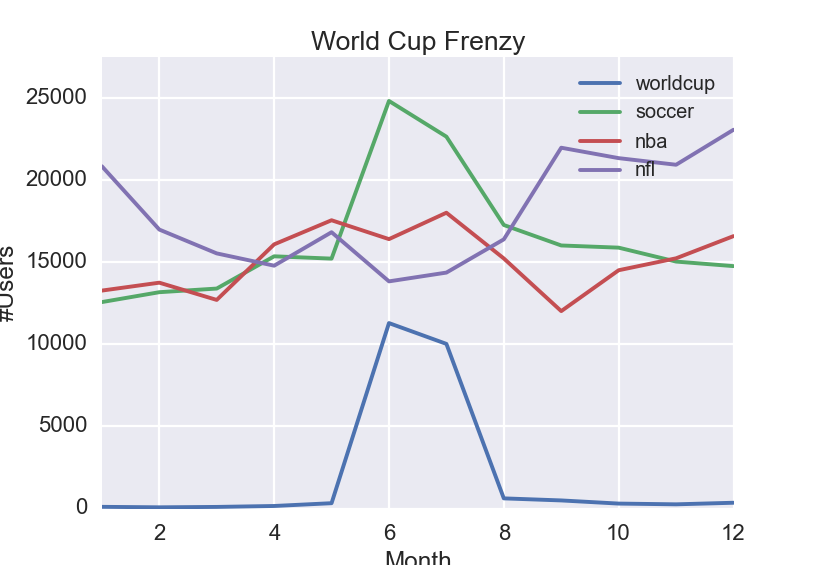 World Cup Frenzy
25000
20000
15000
10000
5000
0
#Users
2 4 6 8 10 12
Month
worldcup
soccer
nba
nfl